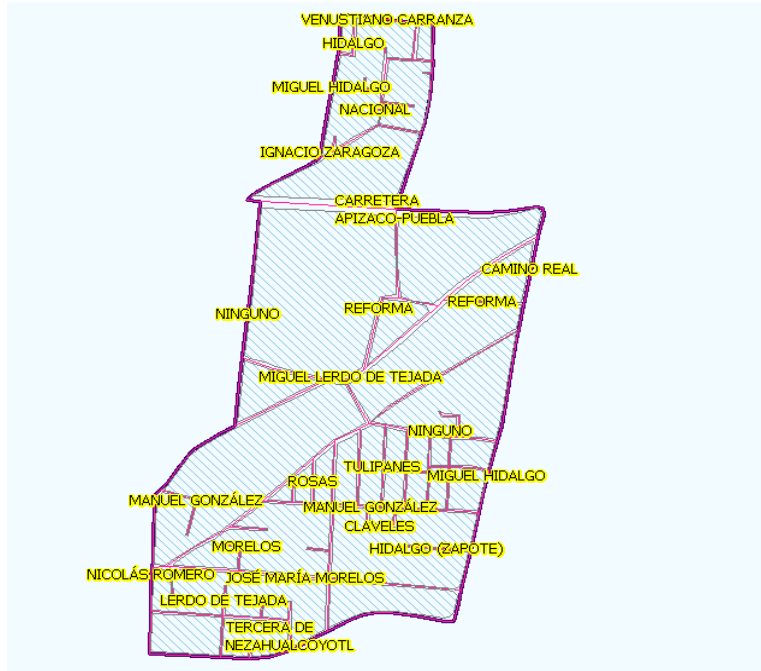 VENUSTIANO CARRANZA
HIDALGO
MIGUEL HIDALGO
NACIONAL
IGNACIO ZARAGOZA
CARRETERA
APIZACO-PUEBLA
CAMINO REAL
REFORMA
REFORMA
NINGUNO
MIGUEL LERDO DE TEJADA
NINGUNO
TULIPANES
MIGUEL HIDALGO
ROSAS
MANUEL GONZÁLEZ
MANUEL GONZÁLEZ
CLAVELES
MORELOS
HIDALGO (ZAPOTE)
NICOLÁS ROMERO
JOSÉ MARÍA MORELOS
LERDO DE TEJADA
TERCERA DE
NEZAHUALCOYOTL